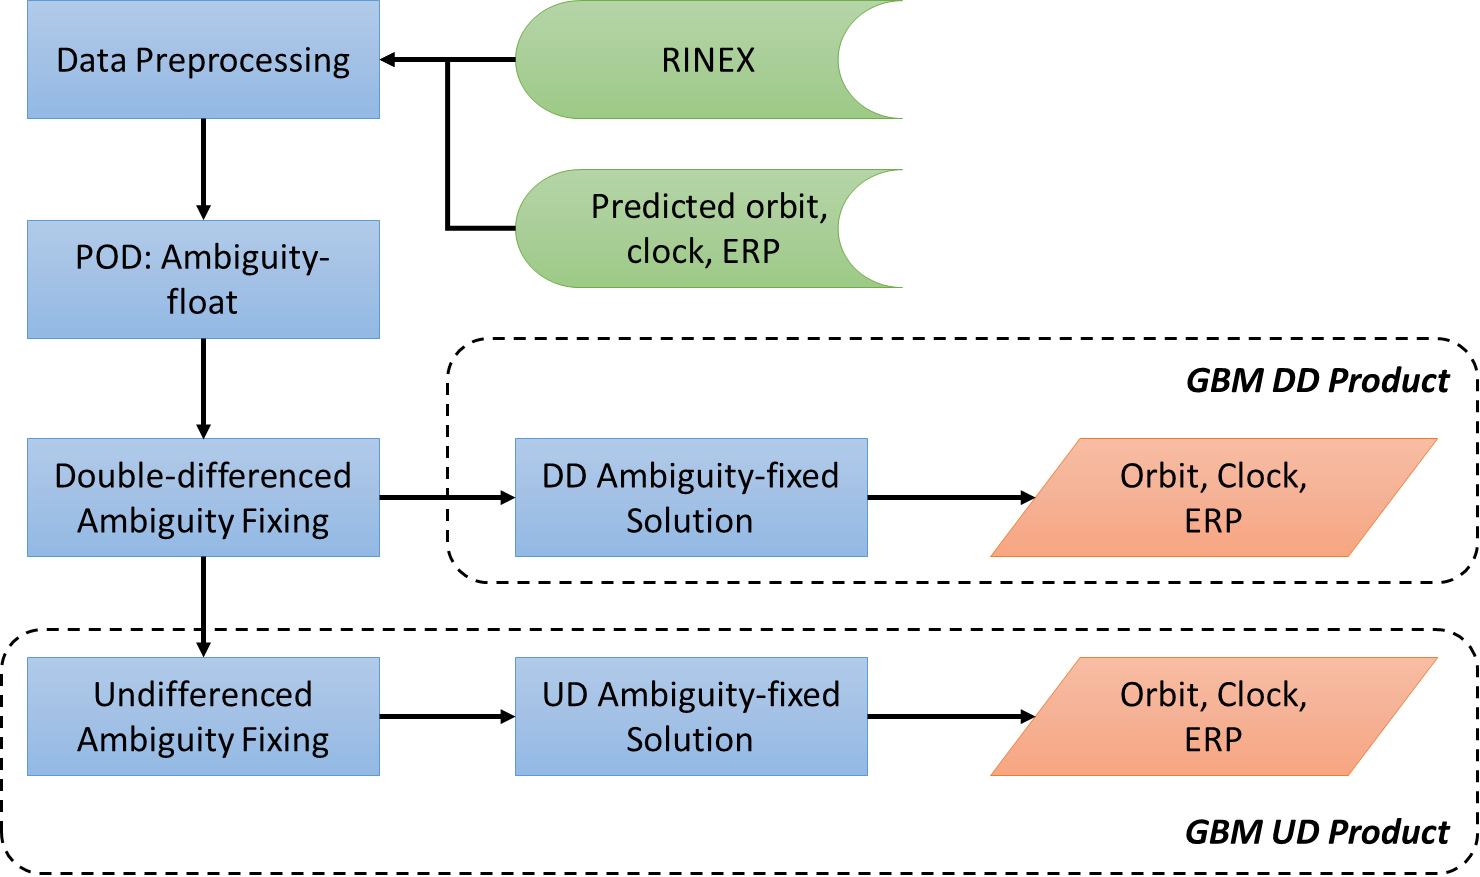 Data Preprocessing
RINEX
Predicted orbit,
clock, ERP
POD: Ambiguity-
float
GBM DD Product
Double-differenced
Ambiguity Fixing
DD Ambiguity-fixed
Solution
Orbit, Clock,
ERP
Undifferenced
Ambiguity Fixing
UD Ambiguity-fixed
Solution
Orbit, Clock,
ERP
GBM UD Product